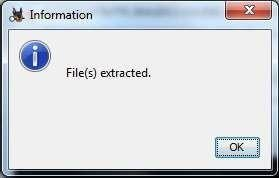 Information
File(s) extracted.
OK